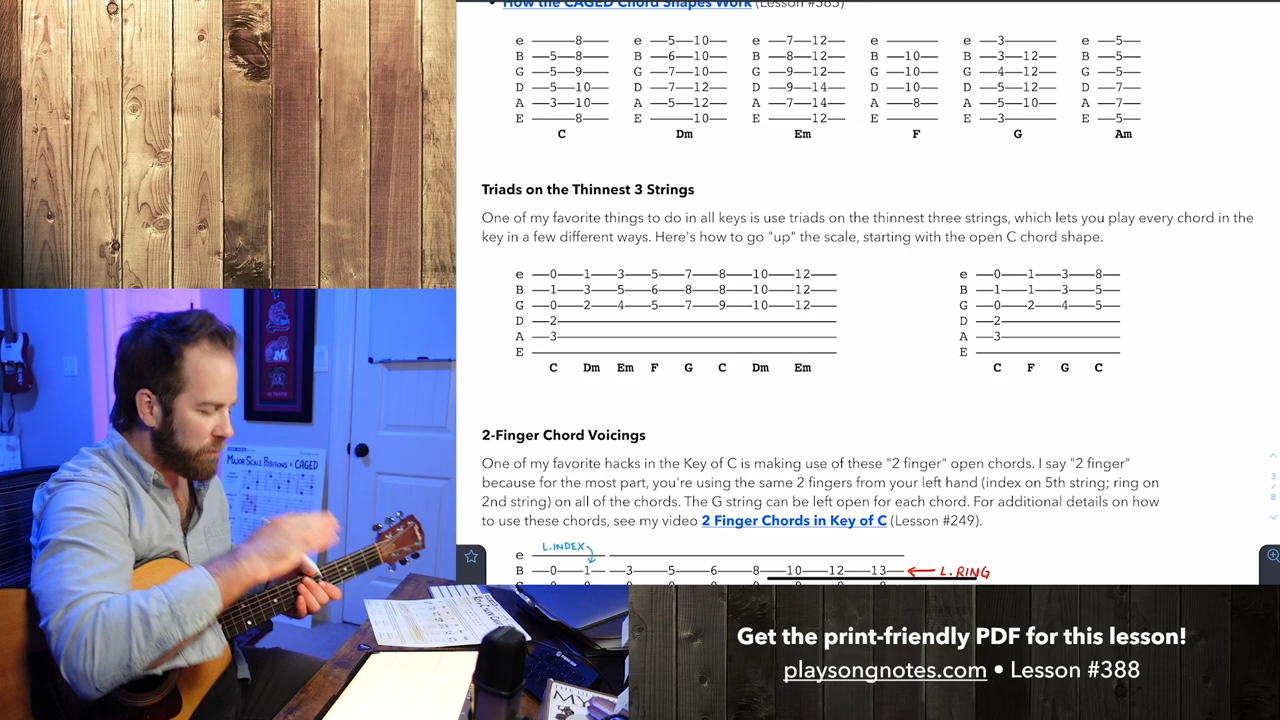 • How the CAGED Chord Shapes Work (Lesson #385)
e ——8—— e —5—10— e —7—12— e ———— e —3——— e —5—
B —5—8— B —6—10— B —8—12— B —10— B —3—12— B —5—
G —5—9— G —7—10— G —9—12— G —10— G —4—12— G —5—
D —5—10— D —7—12— D —9—14— D —10— D —5—12— D —7—
A —3—10— A —5—12— A —7—14— A —8— A —5—10— A —7—
E ——8— E ——10— E ——12— E ———— E —3——— E —5—
C Dm Em F G Am
Triads on the Thinnest 3 Strings
One of my favorite things to do in all keys is use triads on the thinnest three strings, which lets you play every chord in the
key in a few different ways. Here's how to go "up" the scale, starting with the open C chord shape.
e —0—1—3—5—7—8—10—12— e —0—1—3—8—
B —1—3—5—6—8—8—10—12— B —1—1—3—5—
G —0—2—4—5—7—9—10—12— G —0—2—4—5—
D —2———————— D —2————
A —3———————— A —3————
E ————————— E —————
C Dm Em F G C Dm Em C F G C
2-Finger Chord Voicings
One of my favorite hacks in the Key of C is making use of these "2 finger" open chords. I say "2 finger"
because for the most part, you're using the same 2 fingers from your left hand (index on 5th string; ring on
2nd string) on all of the chords. The G string can be left open for each chord. For additional details on how
to use these chords, see my video 2 Finger Chords in Key of C (Lesson #249).
L.INDEX
e ————————
B —0—1—3—5—6—8—10—12—13— ← L.RING
3
/
8
MAJOR SCALE POSITIONS & CAGED
Get the print-friendly PDF for this lesson!
playsongnotes.com • Lesson #388